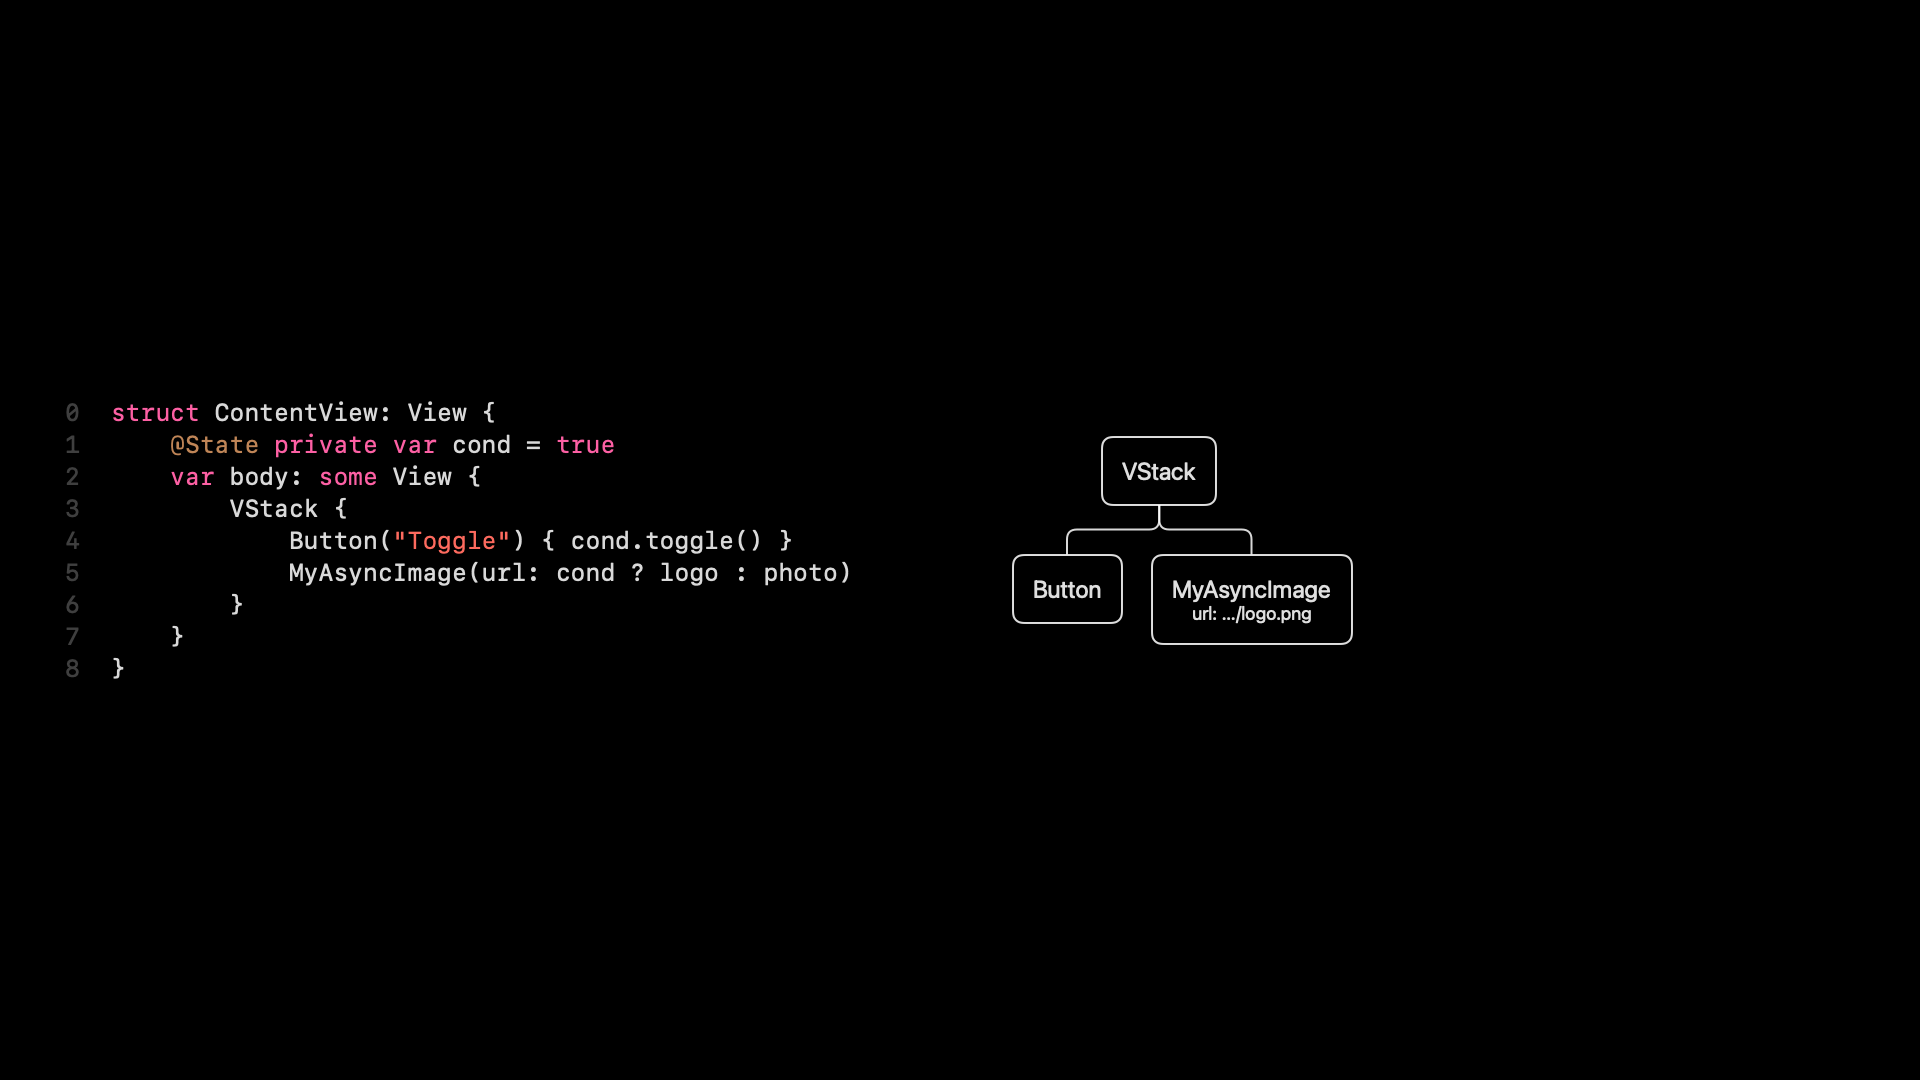 0 struct ContentView: View {
1     @State private var cond = true
2     var body: some View {
3         VStack {
4             Button("Toggle") { cond.toggle() }
5             MyAsyncImage(url: cond ? logo : photo)
6         }
7     }
8 }
VStack
Button
MyAsyncImage
url: .../logo.png